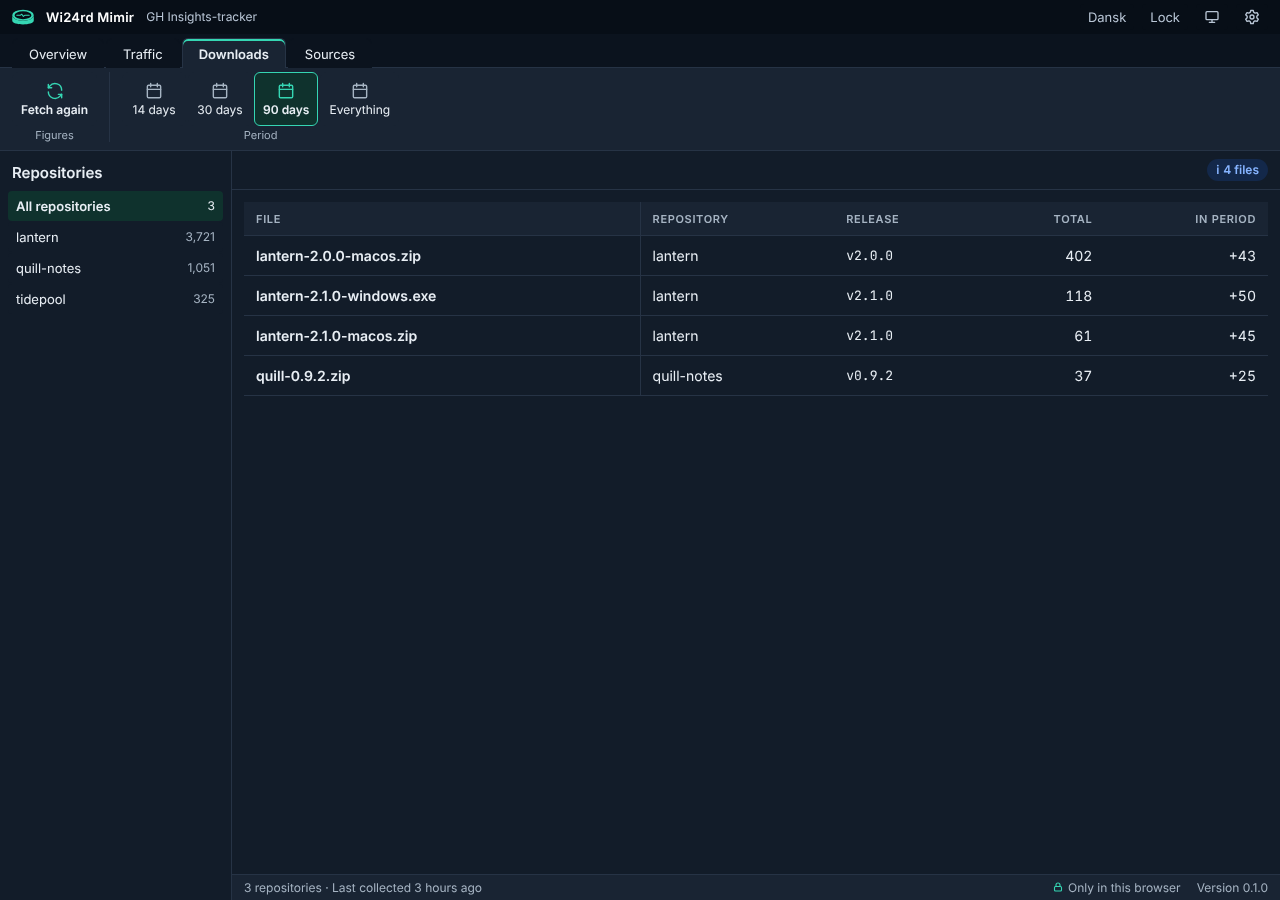 Wi24rd Mimir GH Insights-tracker Dansk Lock
Overview Traffic Downloads Sources
Fetch again 14 days 30 days 90 days Everything
Figures Period
Repositories
All repositories 3
lantern 3,721
quill-notes 1,051
tidepool 325
i 4 files
FILE REPOSITORY RELEASE TOTAL IN PERIOD
lantern-2.0.0-macos.zip lantern v2.0.0 402 +43
lantern-2.1.0-windows.exe lantern v2.1.0 118 +50
lantern-2.1.0-macos.zip lantern v2.1.0 61 +45
quill-0.9.2.zip quill-notes v0.9.2 37 +25
3 repositories · Last collected 3 hours ago Only in this browser Version 0.1.0